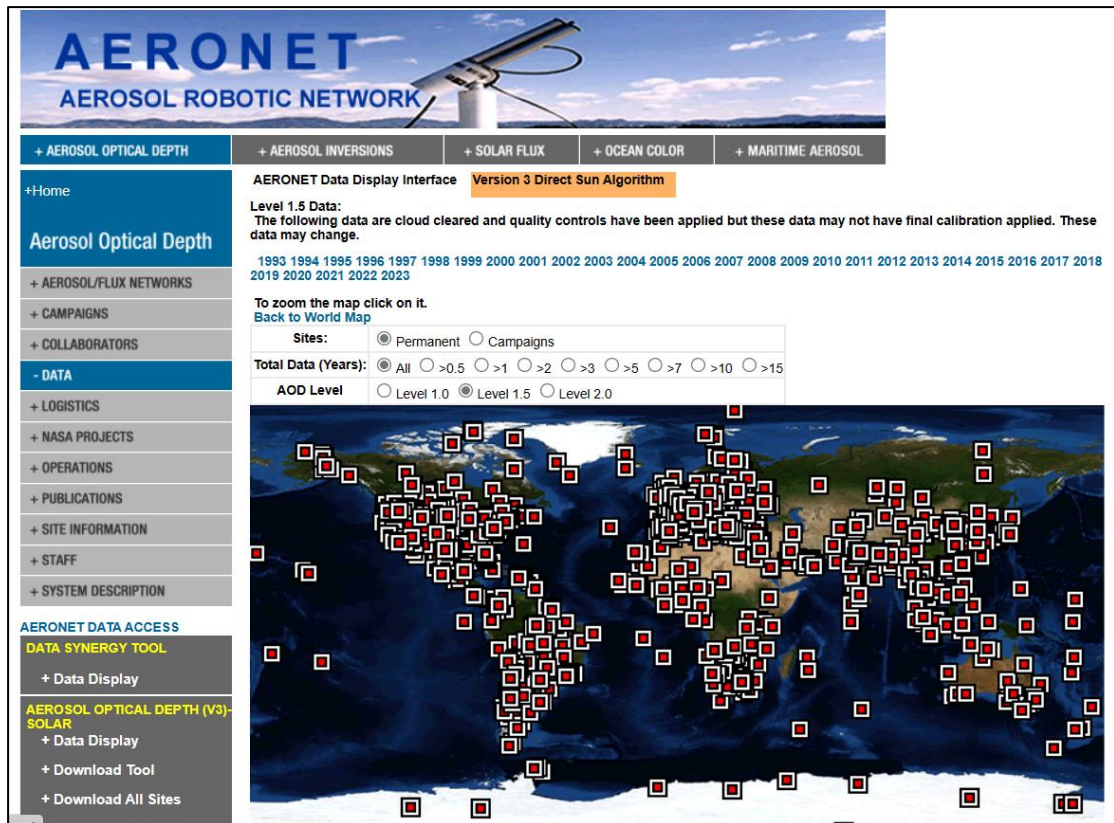 AERONET
AEROSOL ROBOTIC NETWORK
+ AEROSOL OPTICAL DEPTH
+ AEROSOL INVERSIONS
+ SOLAR FLUX
+ OCEAN COLOR
+ MARITIME AEROSOL
+Home
Aerosol Optical Depth
+ AEROSOL/FLUX NETWORKS
+ CAMPAIGNS
+ COLLABORATORS
- DATA
+ LOGISTICS
+ NASA PROJECTS
+ OPERATIONS
+ PUBLICATIONS
+ SITE INFORMATION
+ STAFF
+ SYSTEM DESCRIPTION
AERONET DATA ACCESS
DATA SYNERGY TOOL
+ Data Display
AEROSOL OPTICAL DEPTH (V3)-
SOLAR
+ Data Display
+ Download Tool
+ Download All Sites
AERONET Data Display Interface Version 3 Direct Sun Algorithm
Level 1.5 Data:
The following data are cloud cleared and quality controls have been applied but these data may not have final calibration applied. These
data may change.
1993 1994 1995 1996 1997 1998 1999 2000 2001 2002 2003 2004 2005 2006 2007 2008 2009 2010 2011 2012 2013 2014 2015 2016 2017 2018
2019 2020 2021 2022 2023
To zoom the map click on it.
Back to World Map
Sites: Permanent Campaigns
Total Data (Years): All >0.5 >1 >2 >3 >5 >7 >10 >15
AOD Level Level 1.0 Level 1.5 Level 2.0